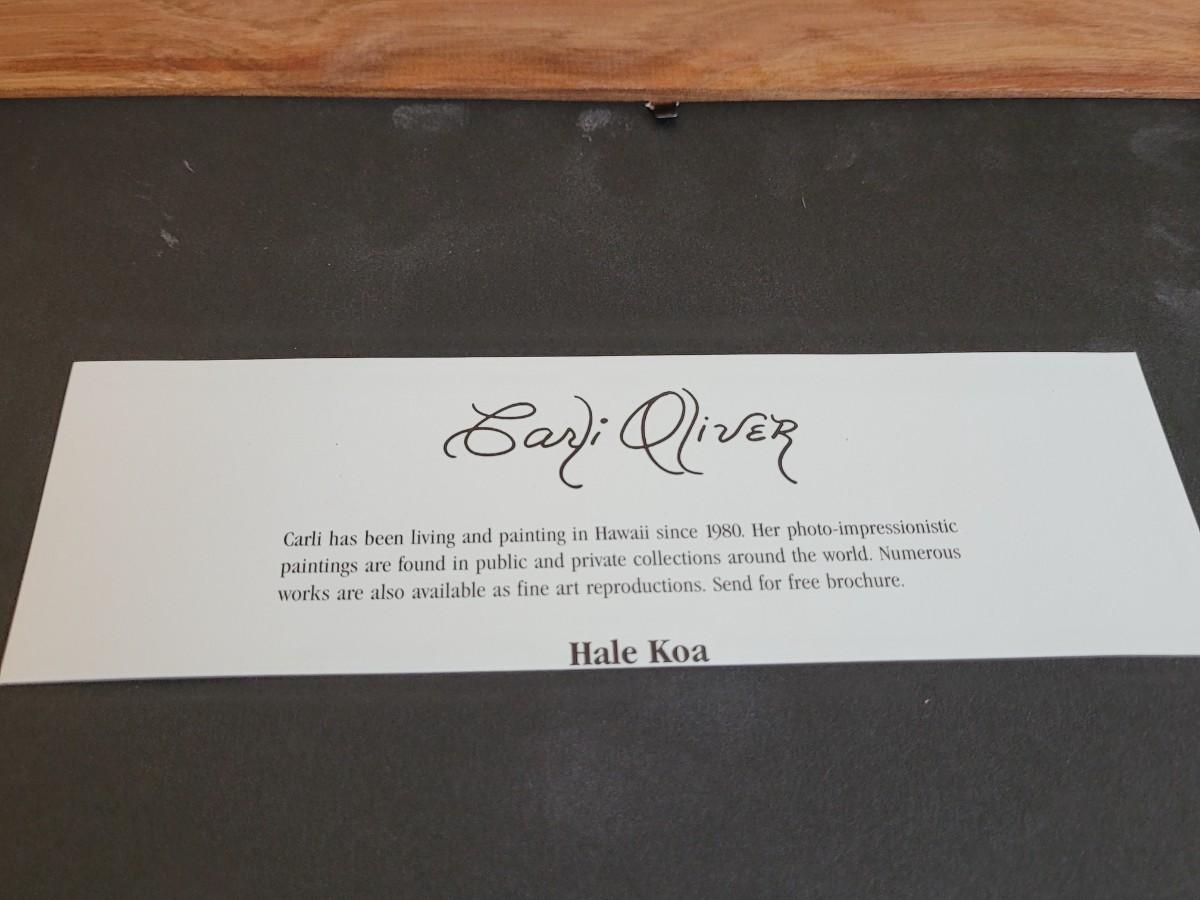 Carli Oliver
Carli has been living and painting in Hawaii since 1980. Her photo-impressionistic
paintings are found in public and private collections around the world. Numerous
works are also available as fine art reproductions. Send for free brochure.
Hale Koa